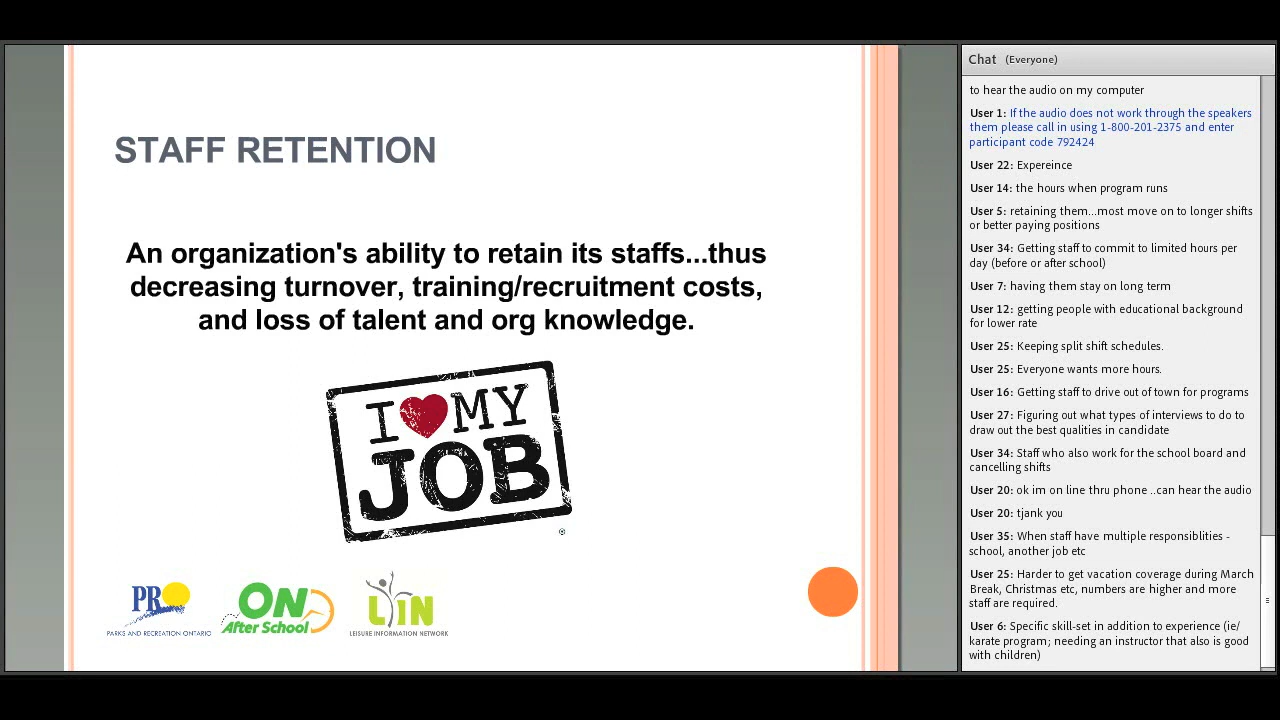 STAFF RETENTION
An organization's ability to retain its staffs...thus
decreasing turnover, training/recruitment costs,
and loss of talent and org knowledge.
I MY
JOB
PRO
PARKS AND RECREATION ONTARIO
ON
After School
LIN
LEISURE INFORMATION NETWORK
Chat (Everyone)
to hear the audio on my computer
User 1: If the audio does not work through the speakers
them please call in using 1-800-201-2375 and enter
participant code 792424
User 22: Expereince
User 14: the hours when program runs
User 5: retaining them...most move on to longer shifts
or better paying positions
User 34: Getting staff to commit to limited hours per
day (before or after school)
User 7: having them stay on long term
User 12: getting people with educational background
for lower rate
User 25: Keeping split shift schedules.
User 25: Everyone wants more hours.
User 16: Getting staff to drive out of town for programs
User 27: Figuring out what types of interviews to do to
draw out the best qualities in candidate
User 34: Staff who also work for the school board and
cancelling shifts
User 20: ok im on line thru phone ..can hear the audio
User 20: tjank you
User 35: When staff have multiple responsiblities -
school, another job etc
User 25: Harder to get vacation coverage during March
Break, Christmas etc, numbers are higher and more
staff are required.
User 6: Specific skill-set in addition to experience (ie/
karate program; needing an instructor that also is good
with children)